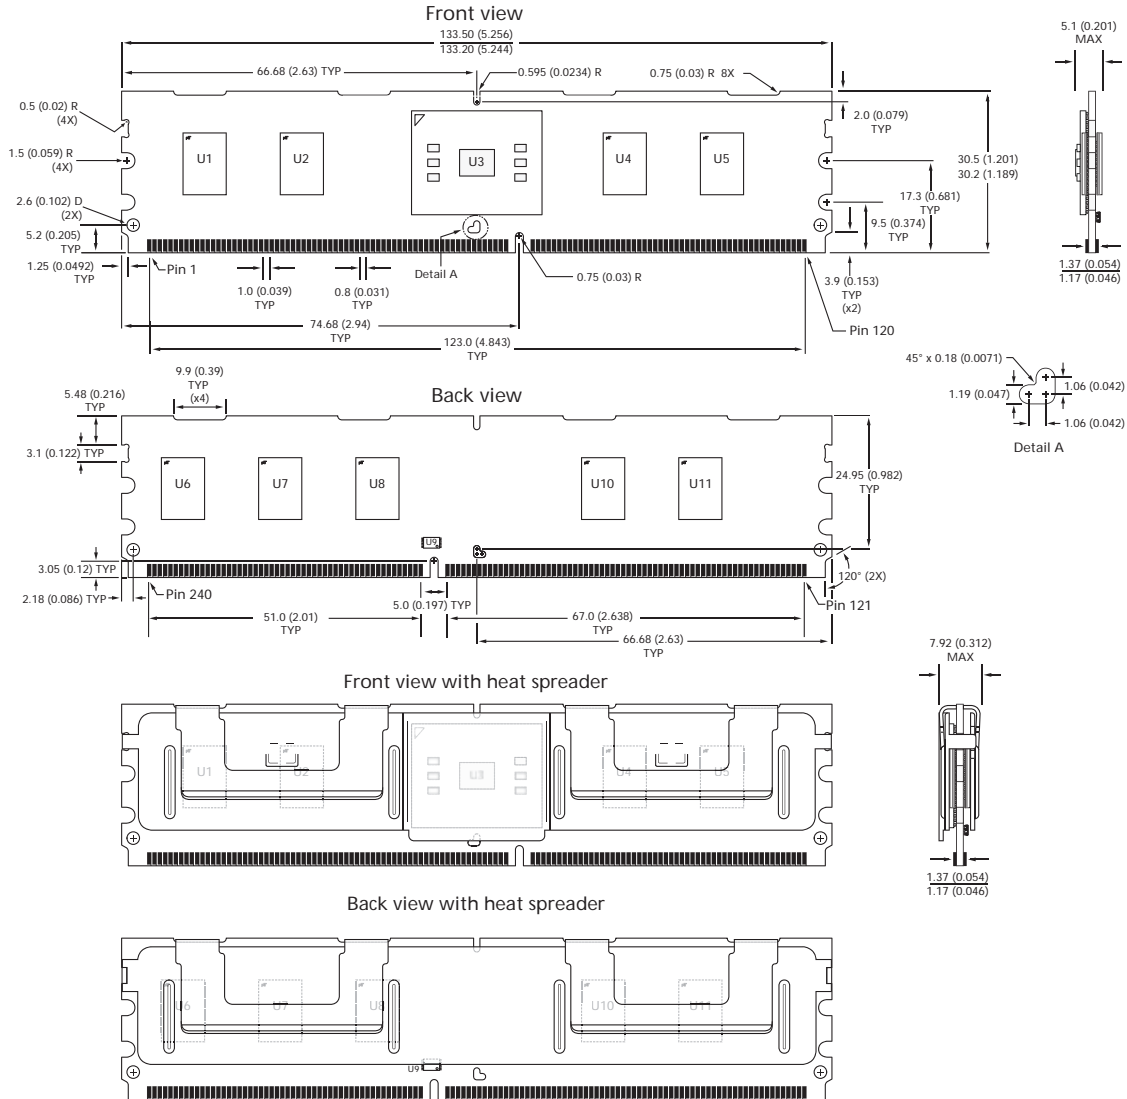 Front view
133.50 (5.256)
133.20 (5.244)
66.68 (2.63) TYP
0.595 (0.0234) R
0.75 (0.03) R 8X
5.1 (0.201)
MAX
0.5 (0.02) R
(4X)
2.0 (0.079)
TYP
1.5 (0.059) R
(4X)
U1
U2
U3
U4
U5
30.5 (1.201)
30.2 (1.189)
17.3 (0.681)
TYP
2.6 (0.102) D
(2X)
9.5 (0.374)
TYP
5.2 (0.205)
TYP
1.25 (0.0492)
TYP
Pin 1
Detail A
0.75 (0.03) R
1.37 (0.054)
1.17 (0.046)
1.0 (0.039)
TYP
0.8 (0.031)
TYP
3.9 (0.153)
TYP
(x2)
74.68 (2.94)
TYP
Pin 120
123.0 (4.843)
TYP
45° x 0.18 (0.0071)
1.19 (0.047)
1.06 (0.042)
1.06 (0.042)
Detail A
Back view
9.9 (0.39)
TYP
(x4)
5.48 (0.216)
TYP
3.1 (0.122) TYP
U6
U7
U8
U10
U11
24.95 (0.982)
TYP
U9
3.05 (0.12) TYP
120° (2X)
2.18 (0.086) TYP
Pin 240
5.0 (0.197) TYP
Pin 121
51.0 (2.01)
TYP
67.0 (2.638)
TYP
66.68 (2.63)
TYP
7.92 (0.312)
MAX
Front view with heat spreader
U1
U2
U3
U4
U5
1.37 (0.054)
1.17 (0.046)
Back view with heat spreader
U6
U7
U8
U10
U11
U9